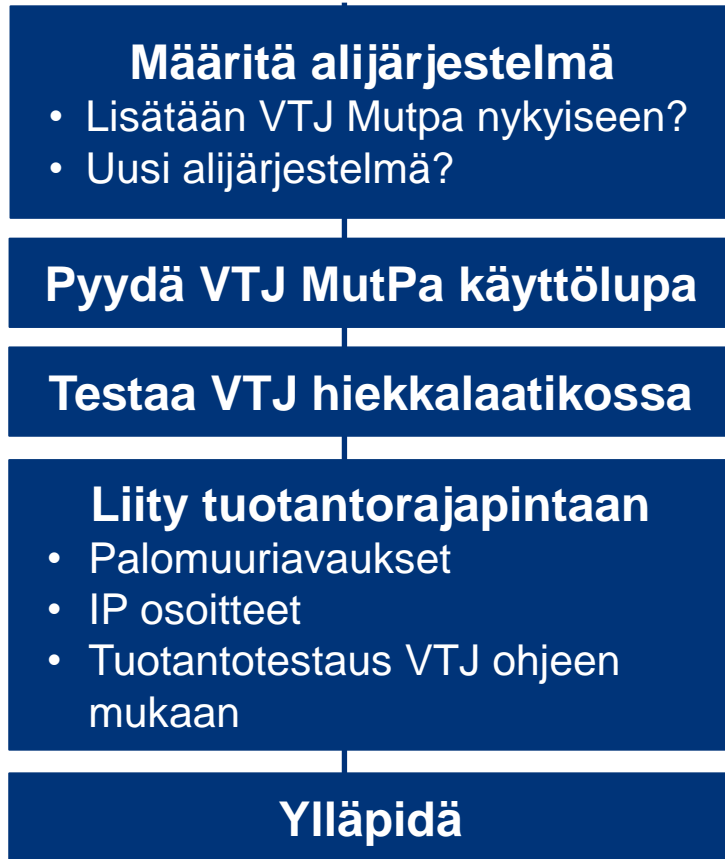 Määritä alijärjestelmä
• Lisätään VTJ Mutpa nykyiseen?
• Uusi alijärjestelmä?
Pyydä VTJ MutPa käyttölupa
Testaa VTJ hiekkalaatikossa
Liity tuotantorajapintaan
• Palomuuriavaukset
• IP osoitteet
• Tuotantotestaus VTJ ohjeen
mukaan
Ylläpidä